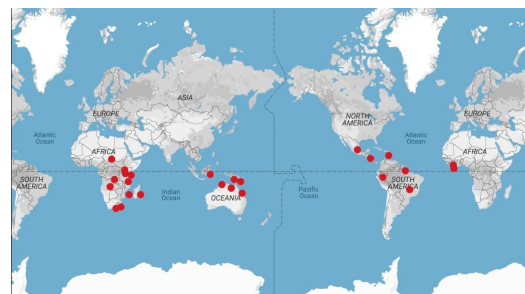 ASIA
EUROPE
Atlantic
Ocean
AFRICA
SOUTH
AMERICA
Indian
Ocean
OCEANIA
Pacific
Ocean
NORTH
AMERICA
Atlantic
Ocean
EUROPE
AFRICA
SOUTH
AMERICA